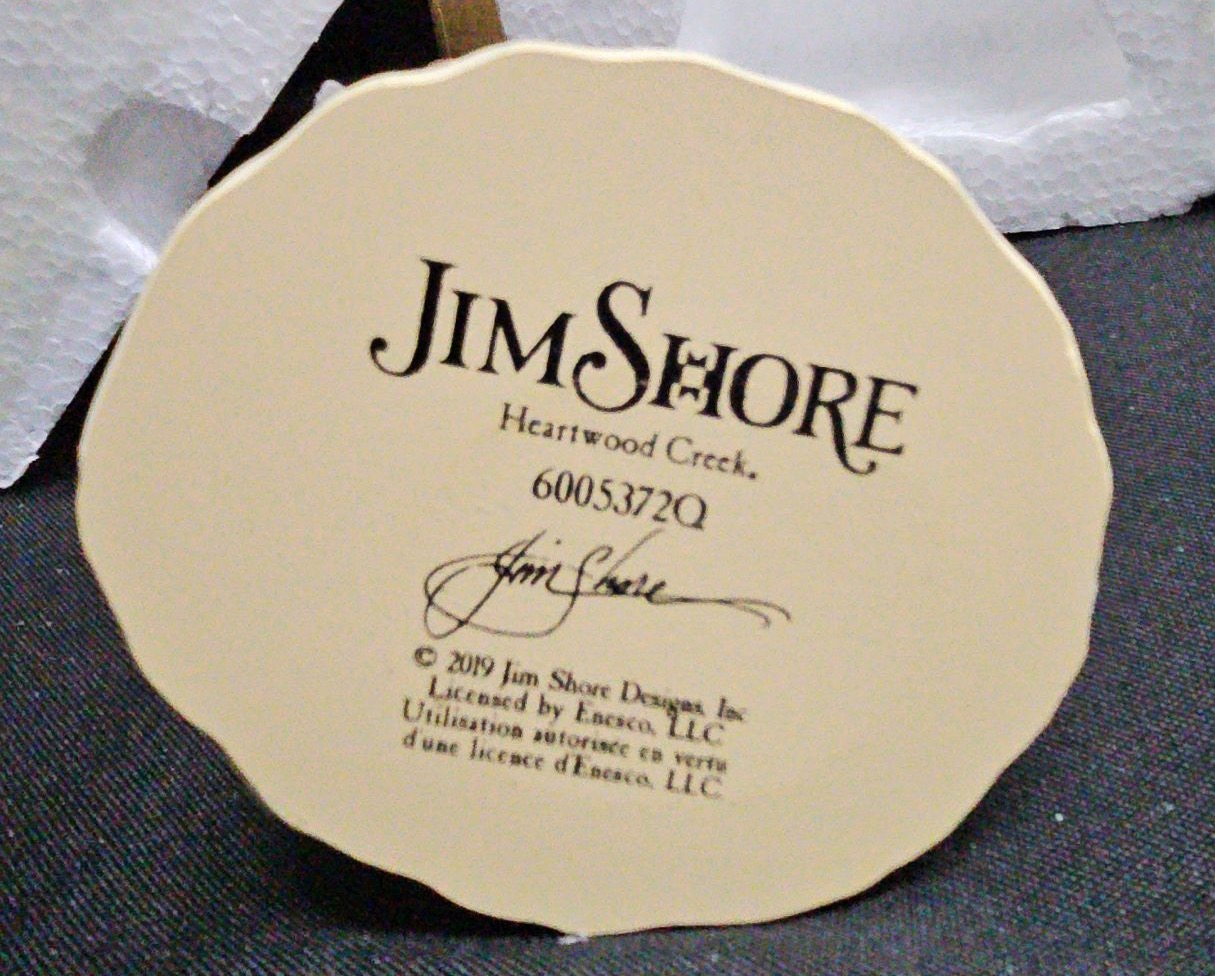 JIM SHORE
Heartwood Creek®
6005372Q
Jim Shore
© 2019 Jim Shore Designs, Inc
Licensed by Enesco, LLC
Utilisation autorisée en vertu
d'une licence d'Enesco, LLC